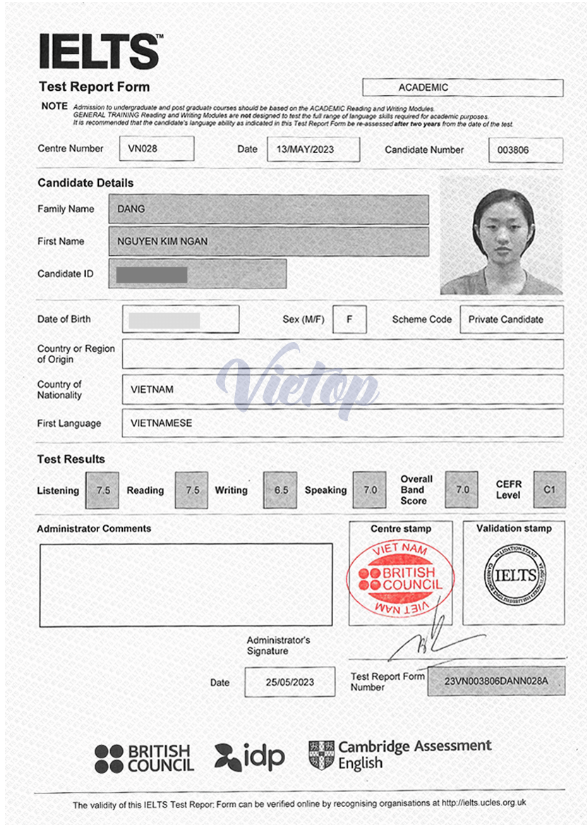 IELTS™
Test Report Form
ACADEMIC
NOTE Admission to undergraduate and post graduate courses should be based on the ACADEMIC Reading and Writing Modules.
GENERAL TRAINING Reading and Writing Modules are not designed to test the full range of language skills required for academic purposes.
It is recommended that the candidate's language ability as indicated in this Test Report Form be re-assessed after two years from the date of the test.
Centre Number VN028 Date 13/MAY/2023 Candidate Number 003806
Candidate Details
Family Name DANG
First Name NGUYEN KIM NGAN
Candidate ID
Date of Birth Sex (M/F) F Scheme Code Private Candidate
Country or Region
of Origin
Vietop
Country of
Nationality VIETNAM
First Language VIETNAMESE
Test Results
Listening 7.5 Reading 7.5 Writing 6.5 Speaking 7.0 Overall Band Score 7.0 CEFR Level C1
Administrator Comments
Centre stamp
Validation stamp
VIET NAM
BRITISH
COUNCIL
VIET NAM
VALIDATION STAMP
IELTS
Administrator's
Signature
Date 25/05/2023
Test Report Form
Number 23VN003806DANN028A
BRITISH
COUNCIL
idp
Cambridge Assessment
English
The validity of this IELTS Test Report Form can be verified online by recognising organisations at http://ielts.ucles.org.uk